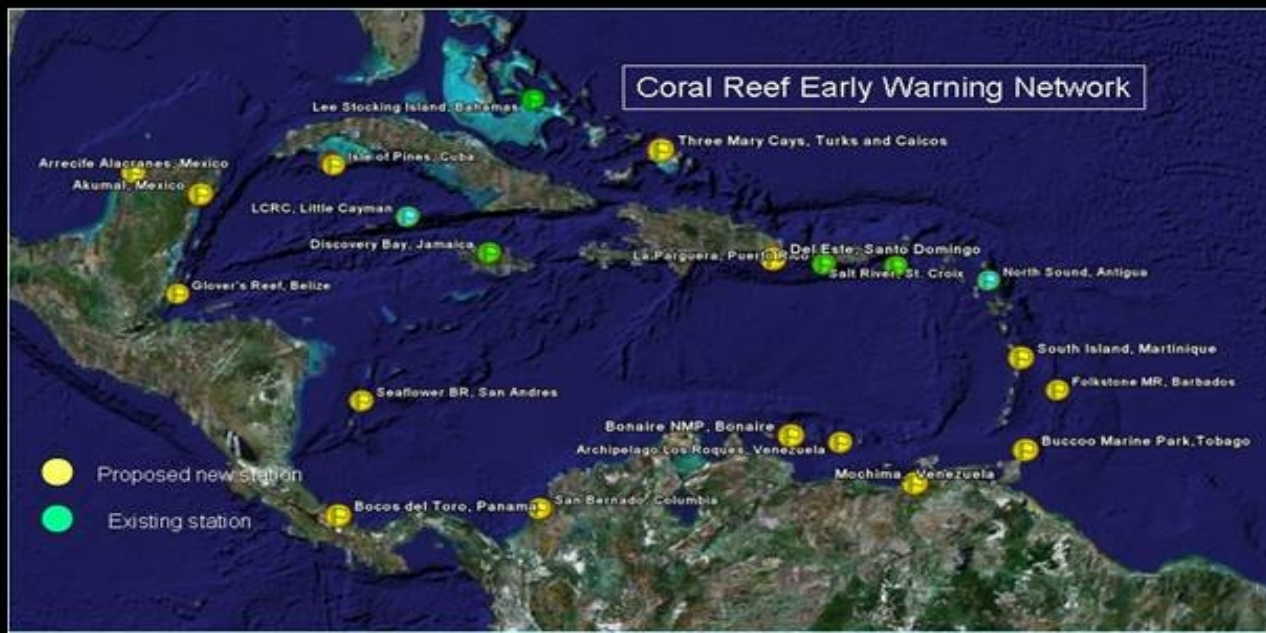 Coral Reef Early Warning Network
Lee Stocking Island, Bahamas
Three Mary Cays, Turks and Caicos
Arrecife Alacranes, Mexico
Isle of Pines, Cuba
Akumal, Mexico
LCRC, Little Cayman
Discovery Bay, Jamaica
Del Este, Santo Domingo
La Parguera, Puerto Rico
Salt River, St. Croix
North Sound, Antigua
Glover's Reef, Belize
South Island, Martinique
Seaflower BR, San Andres
Folkstone MR, Barbados
Bonaire NMP, Bonaire
Buccoo Marine Park,Tobago
Archipelago Los Roques, Venezuela
Mochima, Venezuela
Proposed new station
San Bernado, Columbia
Bocos del Toro, Panama
Existing station